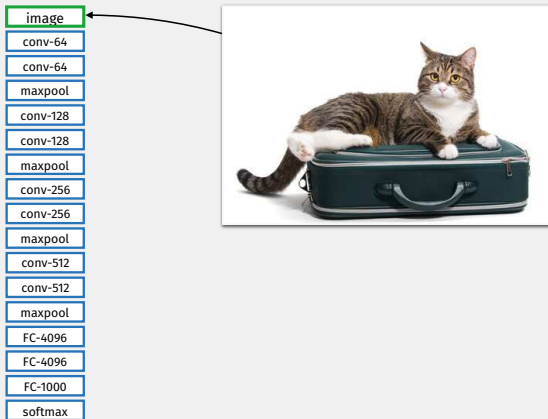 image
conv-64
conv-64
maxpool
conv-128
conv-128
maxpool
conv-256
conv-256
maxpool
conv-512
conv-512
maxpool
FC-4096
FC-4096
FC-1000
softmax